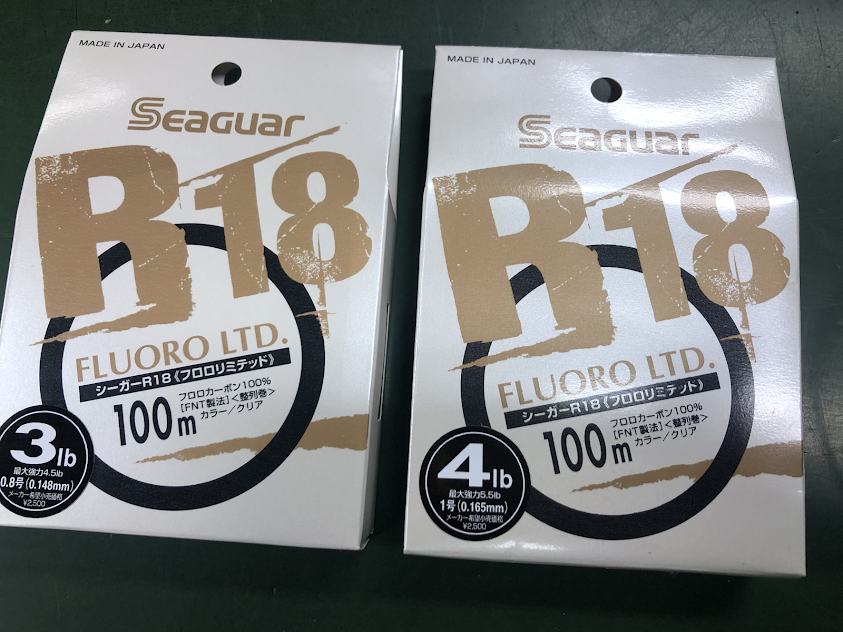 MADE IN JAPAN
SEAGUAR
R18
FLUORO LTD.
シーガーR18《フロロリミテッド》
100m
フロロカーボン100%
[FNT製法]<整列巻>
カラー/クリア
3lb
最大強力4.5lb
0.8号(0.148mm)
メーカー希望小売価格
¥2,500
MADE IN JAPAN
SEAGUAR
R18
FLUORO LTD.
シーガーR18《フロロリミテッド》
100m
フロロカーボン100%
[FNT製法]<整列巻>
カラー/クリア
4lb
最大強力5.5lb
1号(0.165mm)
メーカー希望小売価格
¥2,500